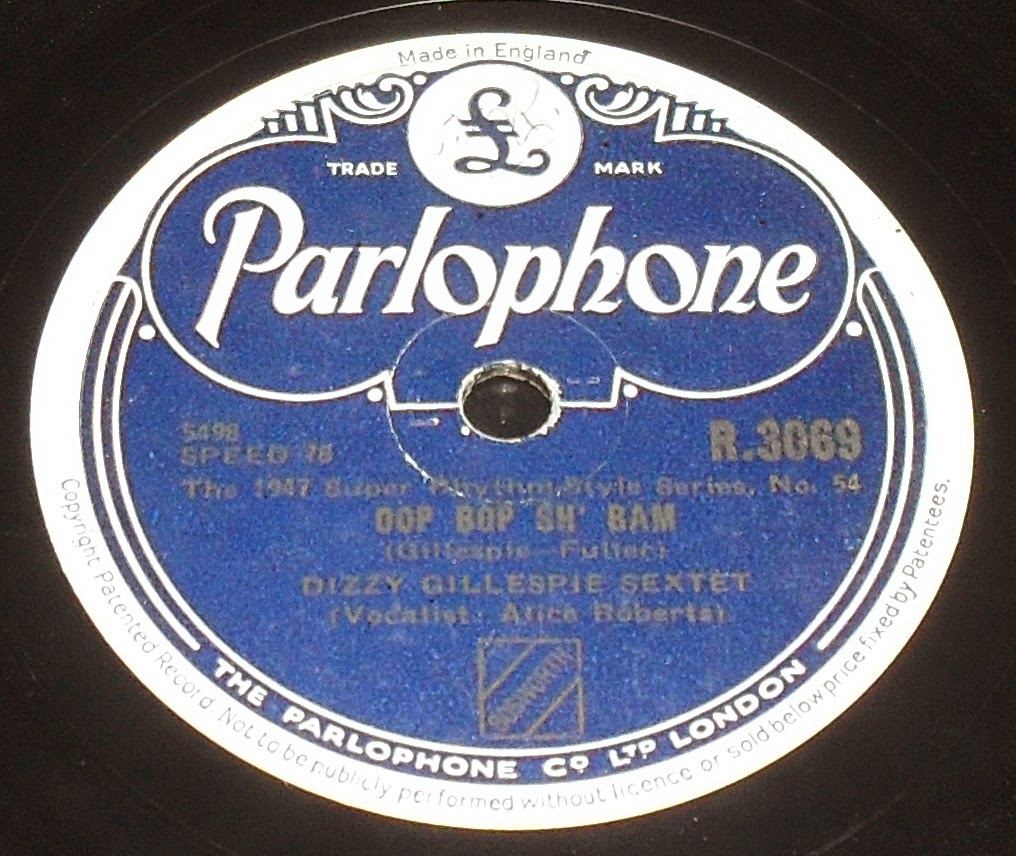 Made in England
£
TRADE MARK
Parlophone
5498
SPEED 78
R.3069
The 1947 Super Rhythm-Style Series, No. 54
OOP BOP SH' BAM
(Gillespie—Fuller)
DIZZY GILLESPIE SEXTET
(Vocalist: Alice Roberts)
THE PARLOPHONE CO LTD LONDON
Copyright Patented Record. Not to be publicly performed without licence or sold below price fixed by Patentees.